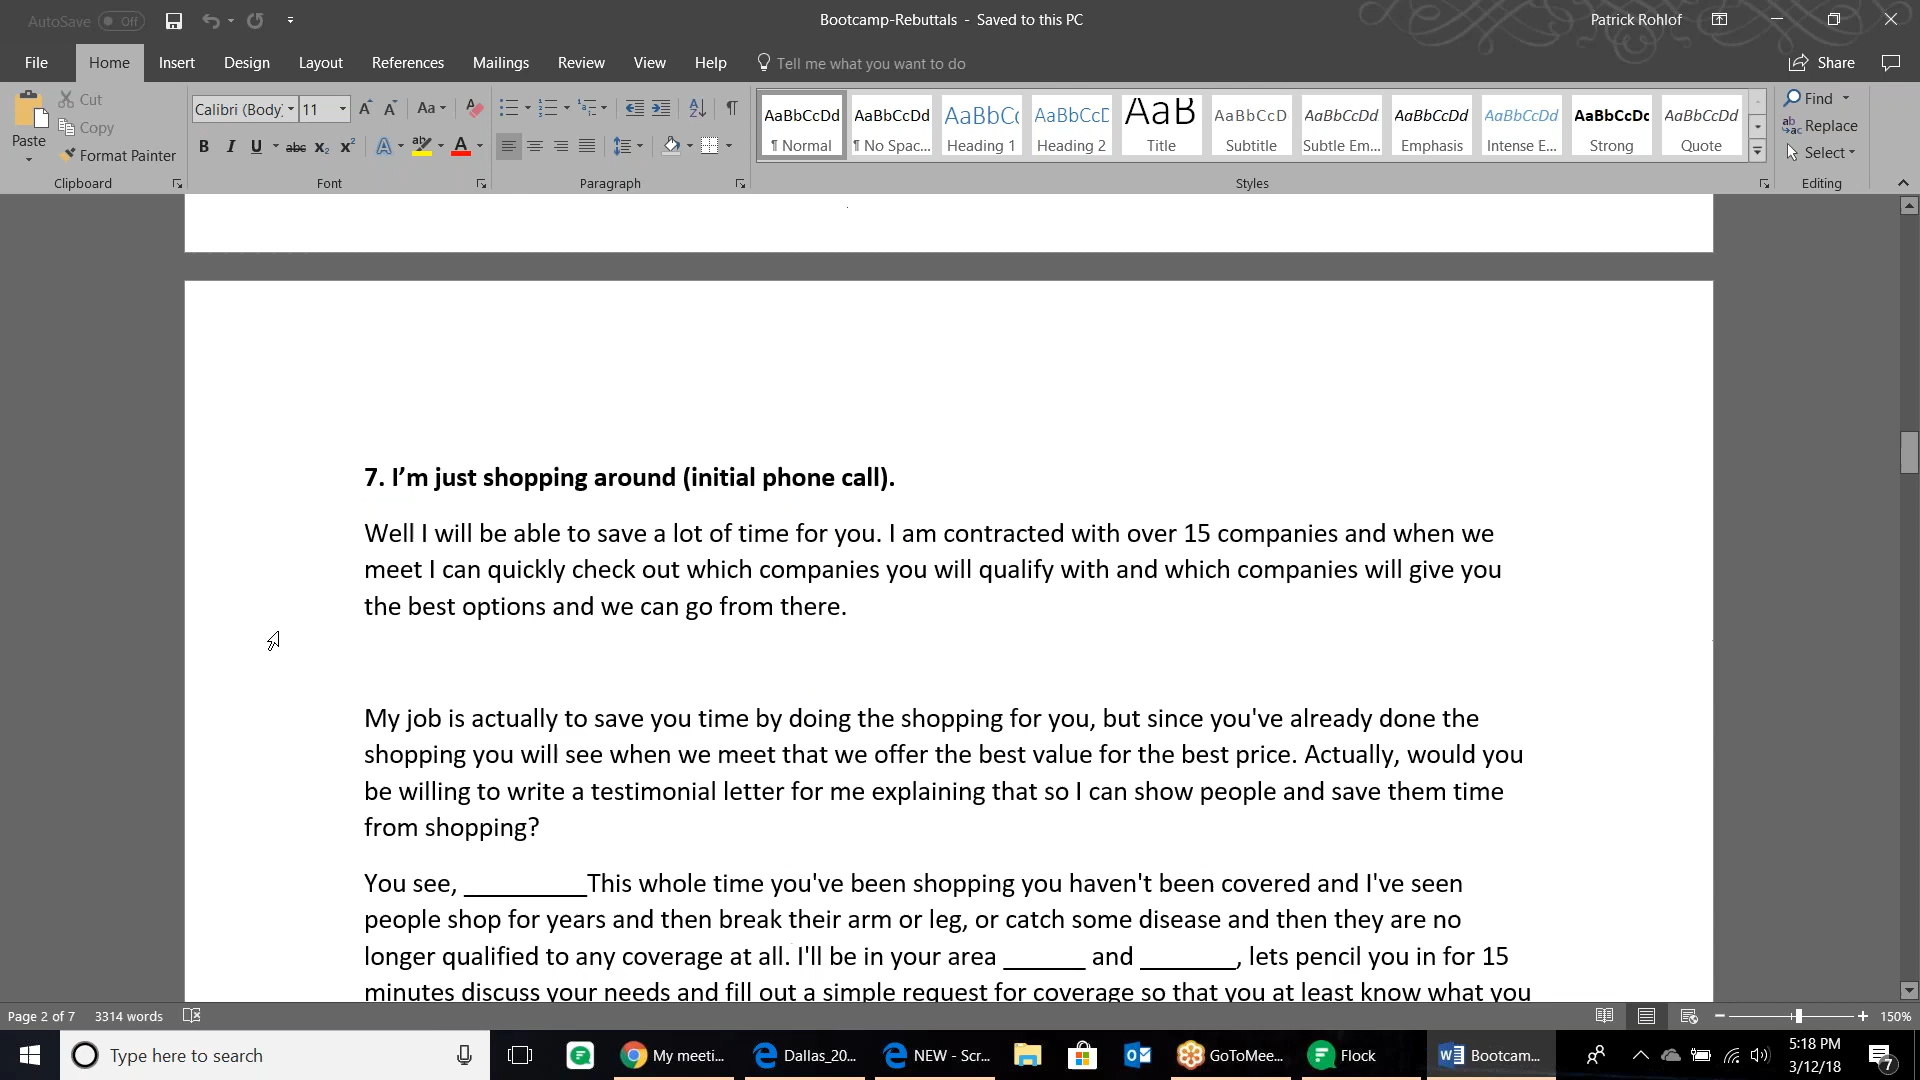 AutoSave Off
Bootcamp-Rebuttals - Saved to this PC
Patrick Rohlof
File Home Insert Design Layout References Mailings Review View Help Tell me what you want to do
Share
Paste
Cut
Copy
Format Painter
Clipboard
Calibri (Body) 11
Font
Paragraph
AaBbCcDd AaBbCcDd AaBbCc AaBbCcD AaB AaBbCcD AaBbCcDd AaBbCcDd AaBbCcDd AaBbCcDc AaBbCcDd
¶ Normal ¶ No Spac... Heading 1 Heading 2 Title Subtitle Subtle Em... Emphasis Intense E... Strong Quote
Styles
Find
Replace
Select
Editing
7. I’m just shopping around (initial phone call).
Well I will be able to save a lot of time for you. I am contracted with over 15 companies and when we
meet I can quickly check out which companies you will qualify with and which companies will give you
the best options and we can go from there.
My job is actually to save you time by doing the shopping for you, but since you've already done the
shopping you will see when we meet that we offer the best value for the best price. Actually, would you
be willing to write a testimonial letter for me explaining that so I can show people and save them time
from shopping?
You see, _________This whole time you've been shopping you haven't been covered and I've seen
people shop for years and then break their arm or leg, or catch some disease and then they are no
longer qualified to any coverage at all. I'll be in your area ______ and _______, lets pencil you in for 15
minutes discuss your needs and fill out a simple request for coverage so that you at least know what you
Page 2 of 7 3314 words
150%
Type here to search
My meeti... Dallas_20... NEW - Scr... GoToMee... Flock Bootcam...
5:18 PM
3/12/18
7